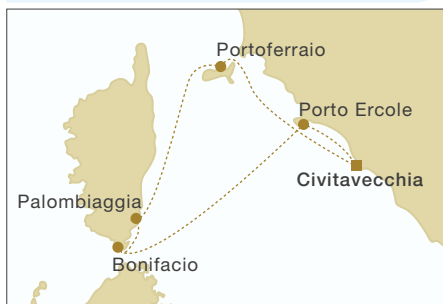 Portoferraio
Porto Ercole
Civitavecchia
Palombiaggia
Bonifacio